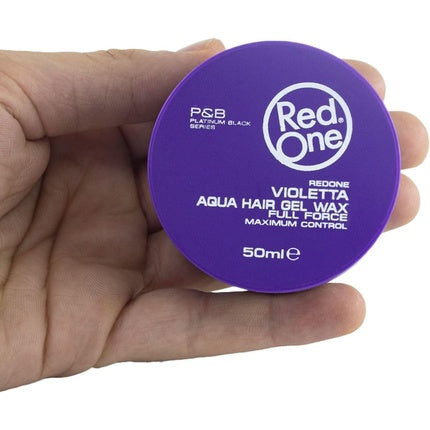 P&B
PLATINUM BLACK
SERIES
Red®
One
REDONE
VIOLETTA
AQUA HAIR GEL WAX
FULL FORCE
MAXIMUM CONTROL
50ml ℮